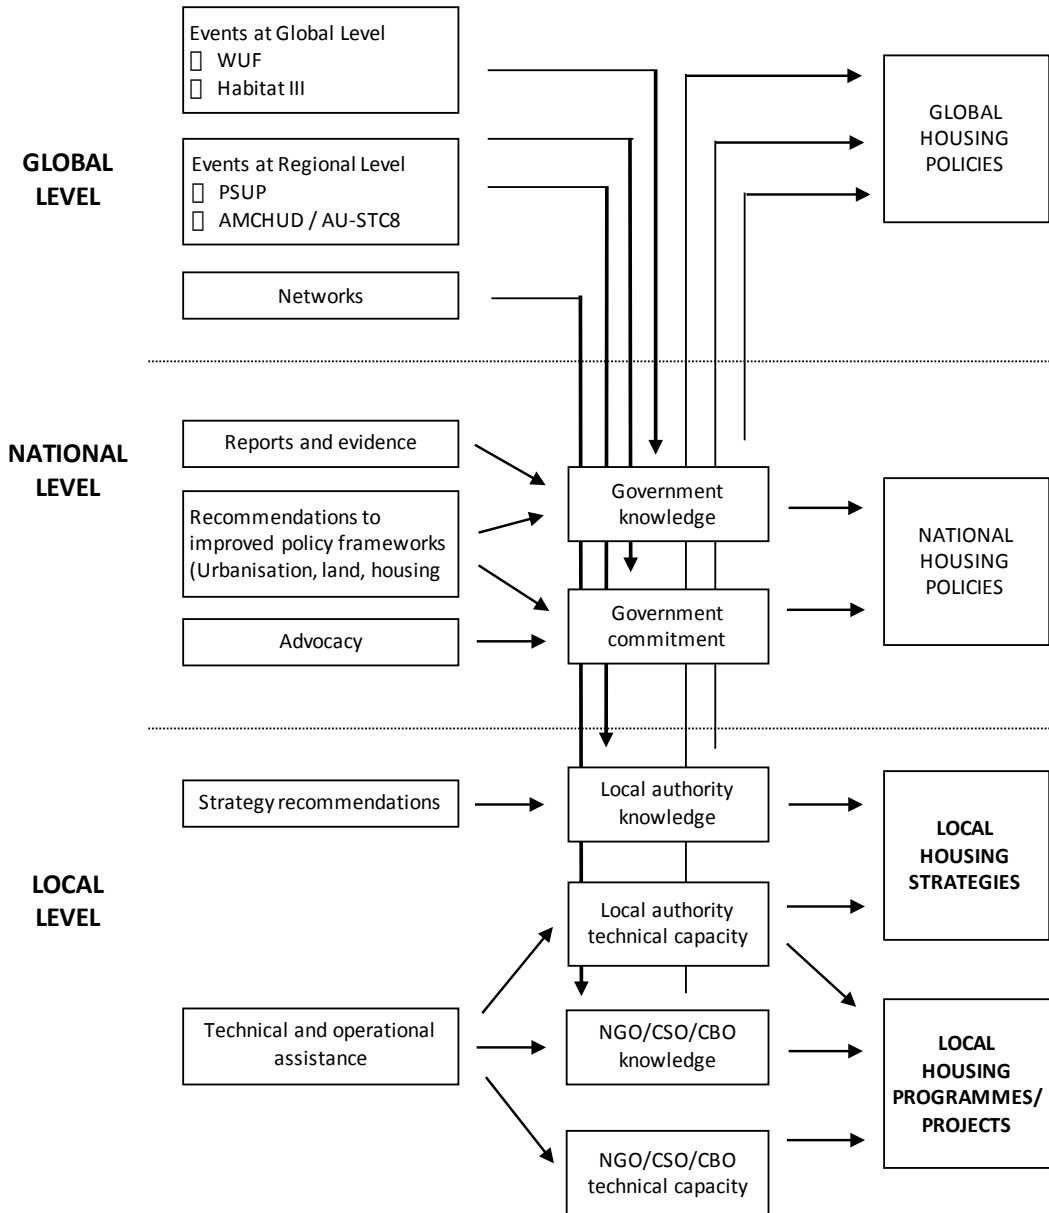 Events at Global Level
WUF
Habitat III
GLOBAL
HOUSING
POLICIES
GLOBAL
LEVEL
Events at Regional Level
PSUP
AMCHUD / AU-STC8
Networks
NATIONAL
LEVEL
Reports and evidence
Government
knowledge
Recommendations to
improved policy frameworks
(Urbanisation, land, housing
NATIONAL
HOUSING
POLICIES
Advocacy
Government
commitment
Strategy recommendations
Local authority
knowledge
LOCAL
HOUSING
STRATEGIES
LOCAL
LEVEL
Local authority
technical capacity
Technical and operational
assistance
NGO/CSO/CBO
knowledge
LOCAL
HOUSING
PROGRAMMES/
PROJECTS
NGO/CSO/CBO
technical capacity